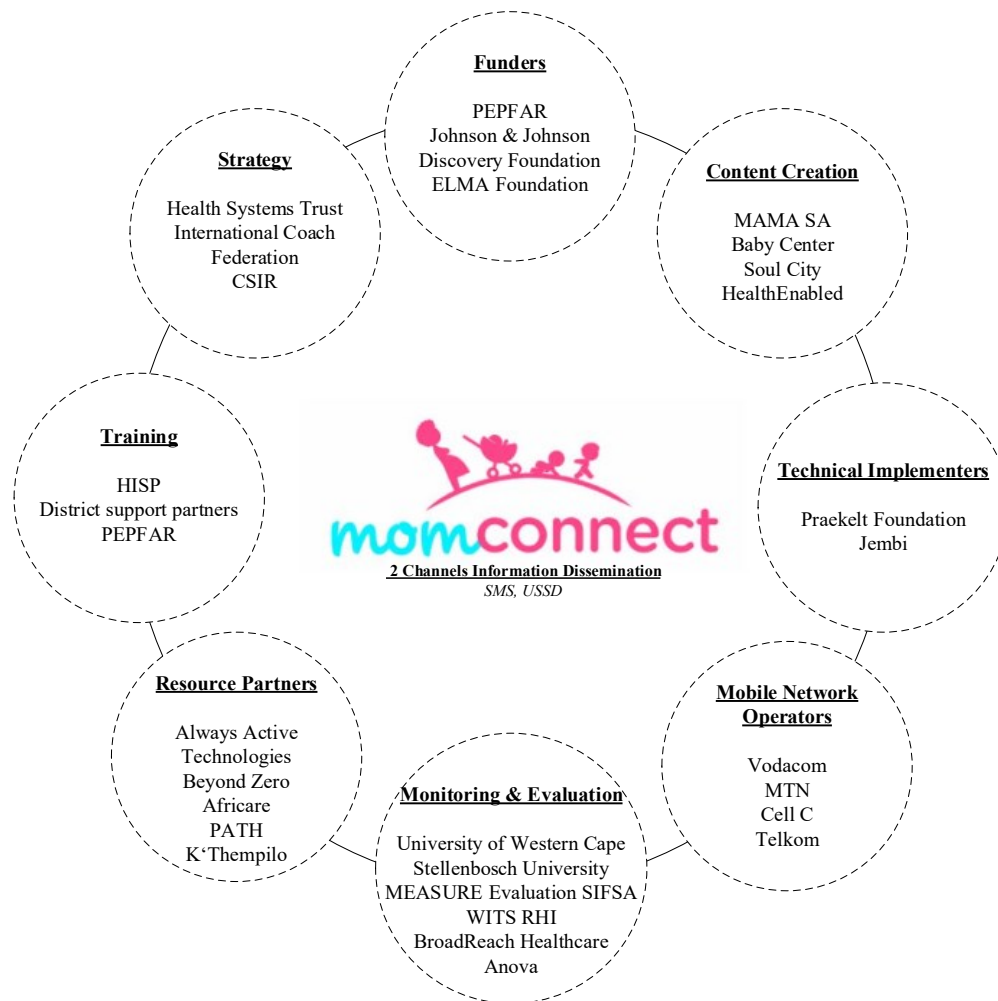 Funders
PEPFAR
Johnson & Johnson
Discovery Foundation
ELMA Foundation
Content Creation
MAMA SA
Baby Center
Soul City
HealthEnabled
Technical Implementers
Praekelt Foundation
Jembi
Mobile Network
Operators
Vodacom
MTN
Cell C
Telkom
Monitoring & Evaluation
University of Western Cape
Stellenbosch University
MEASURE Evaluation SIFSA
WITS RHI
BroadReach Healthcare
Anova
Resource Partners
Always Active
Technologies
Beyond Zero
Africare
PATH
K‘Thempilo
Training
HISP
District support partners
PEPFAR
Strategy
Health Systems Trust
International Coach
Federation
CSIR
momconnect
2 Channels Information Dissemination
SMS, USSD